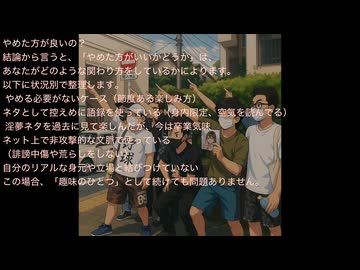 やめた方が良いの？
結論から言うと、「やめた方がいいかどうか」は、
あなたがどのような関わり方をしているかによります。
以下に状況別で整理します。
やめる必要がないケース（節度ある楽しみ方）
ネタとして控えめに語録を使っている（身内限定、空気を読んでる）
淫夢ネタを過去に見て楽しんだが、今は卒業気味
ネット上で非攻撃的な文脈で使っている
（誹謗中傷や荒らしをしない）
自分のリアルな身元や立場と結びつけていない
この場合、「趣味のひとつ」として続けても問題ありません。